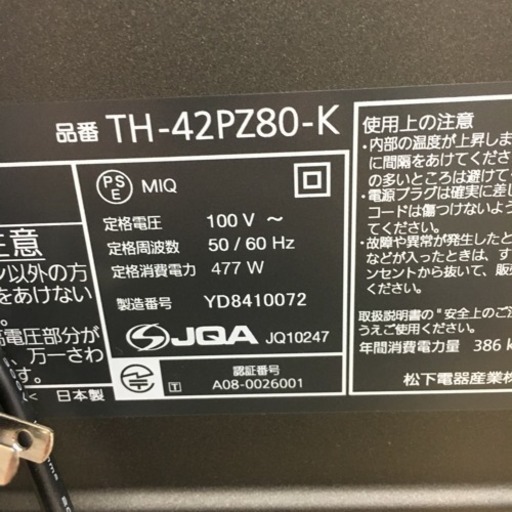 品番 TH-42PZ80-K
PS
E MIQ
定格電圧 100 V ～
定格周波数 50 / 60 Hz
定格消費電力 477 W
製造番号 YD8410072
JQA JQ10247
認証番号
T A08-0026001
注意
ン以外の方
をあけない
。
高電圧部分が
、万一さわ
。
日本製
使用上の注意
・内部の温度が上昇しま
に間隔をあけてくださ
の多いところは避けて
・電源プラグは確実に差し
コードは傷つけないよう
てください。
・故障や異常が発生したと
などが入ったときは、す
ンセントから抜いて、販売
取扱説明書の"安全上のご注
うえご使用ください。
年間消費電力量 386 k
松下電器産業株